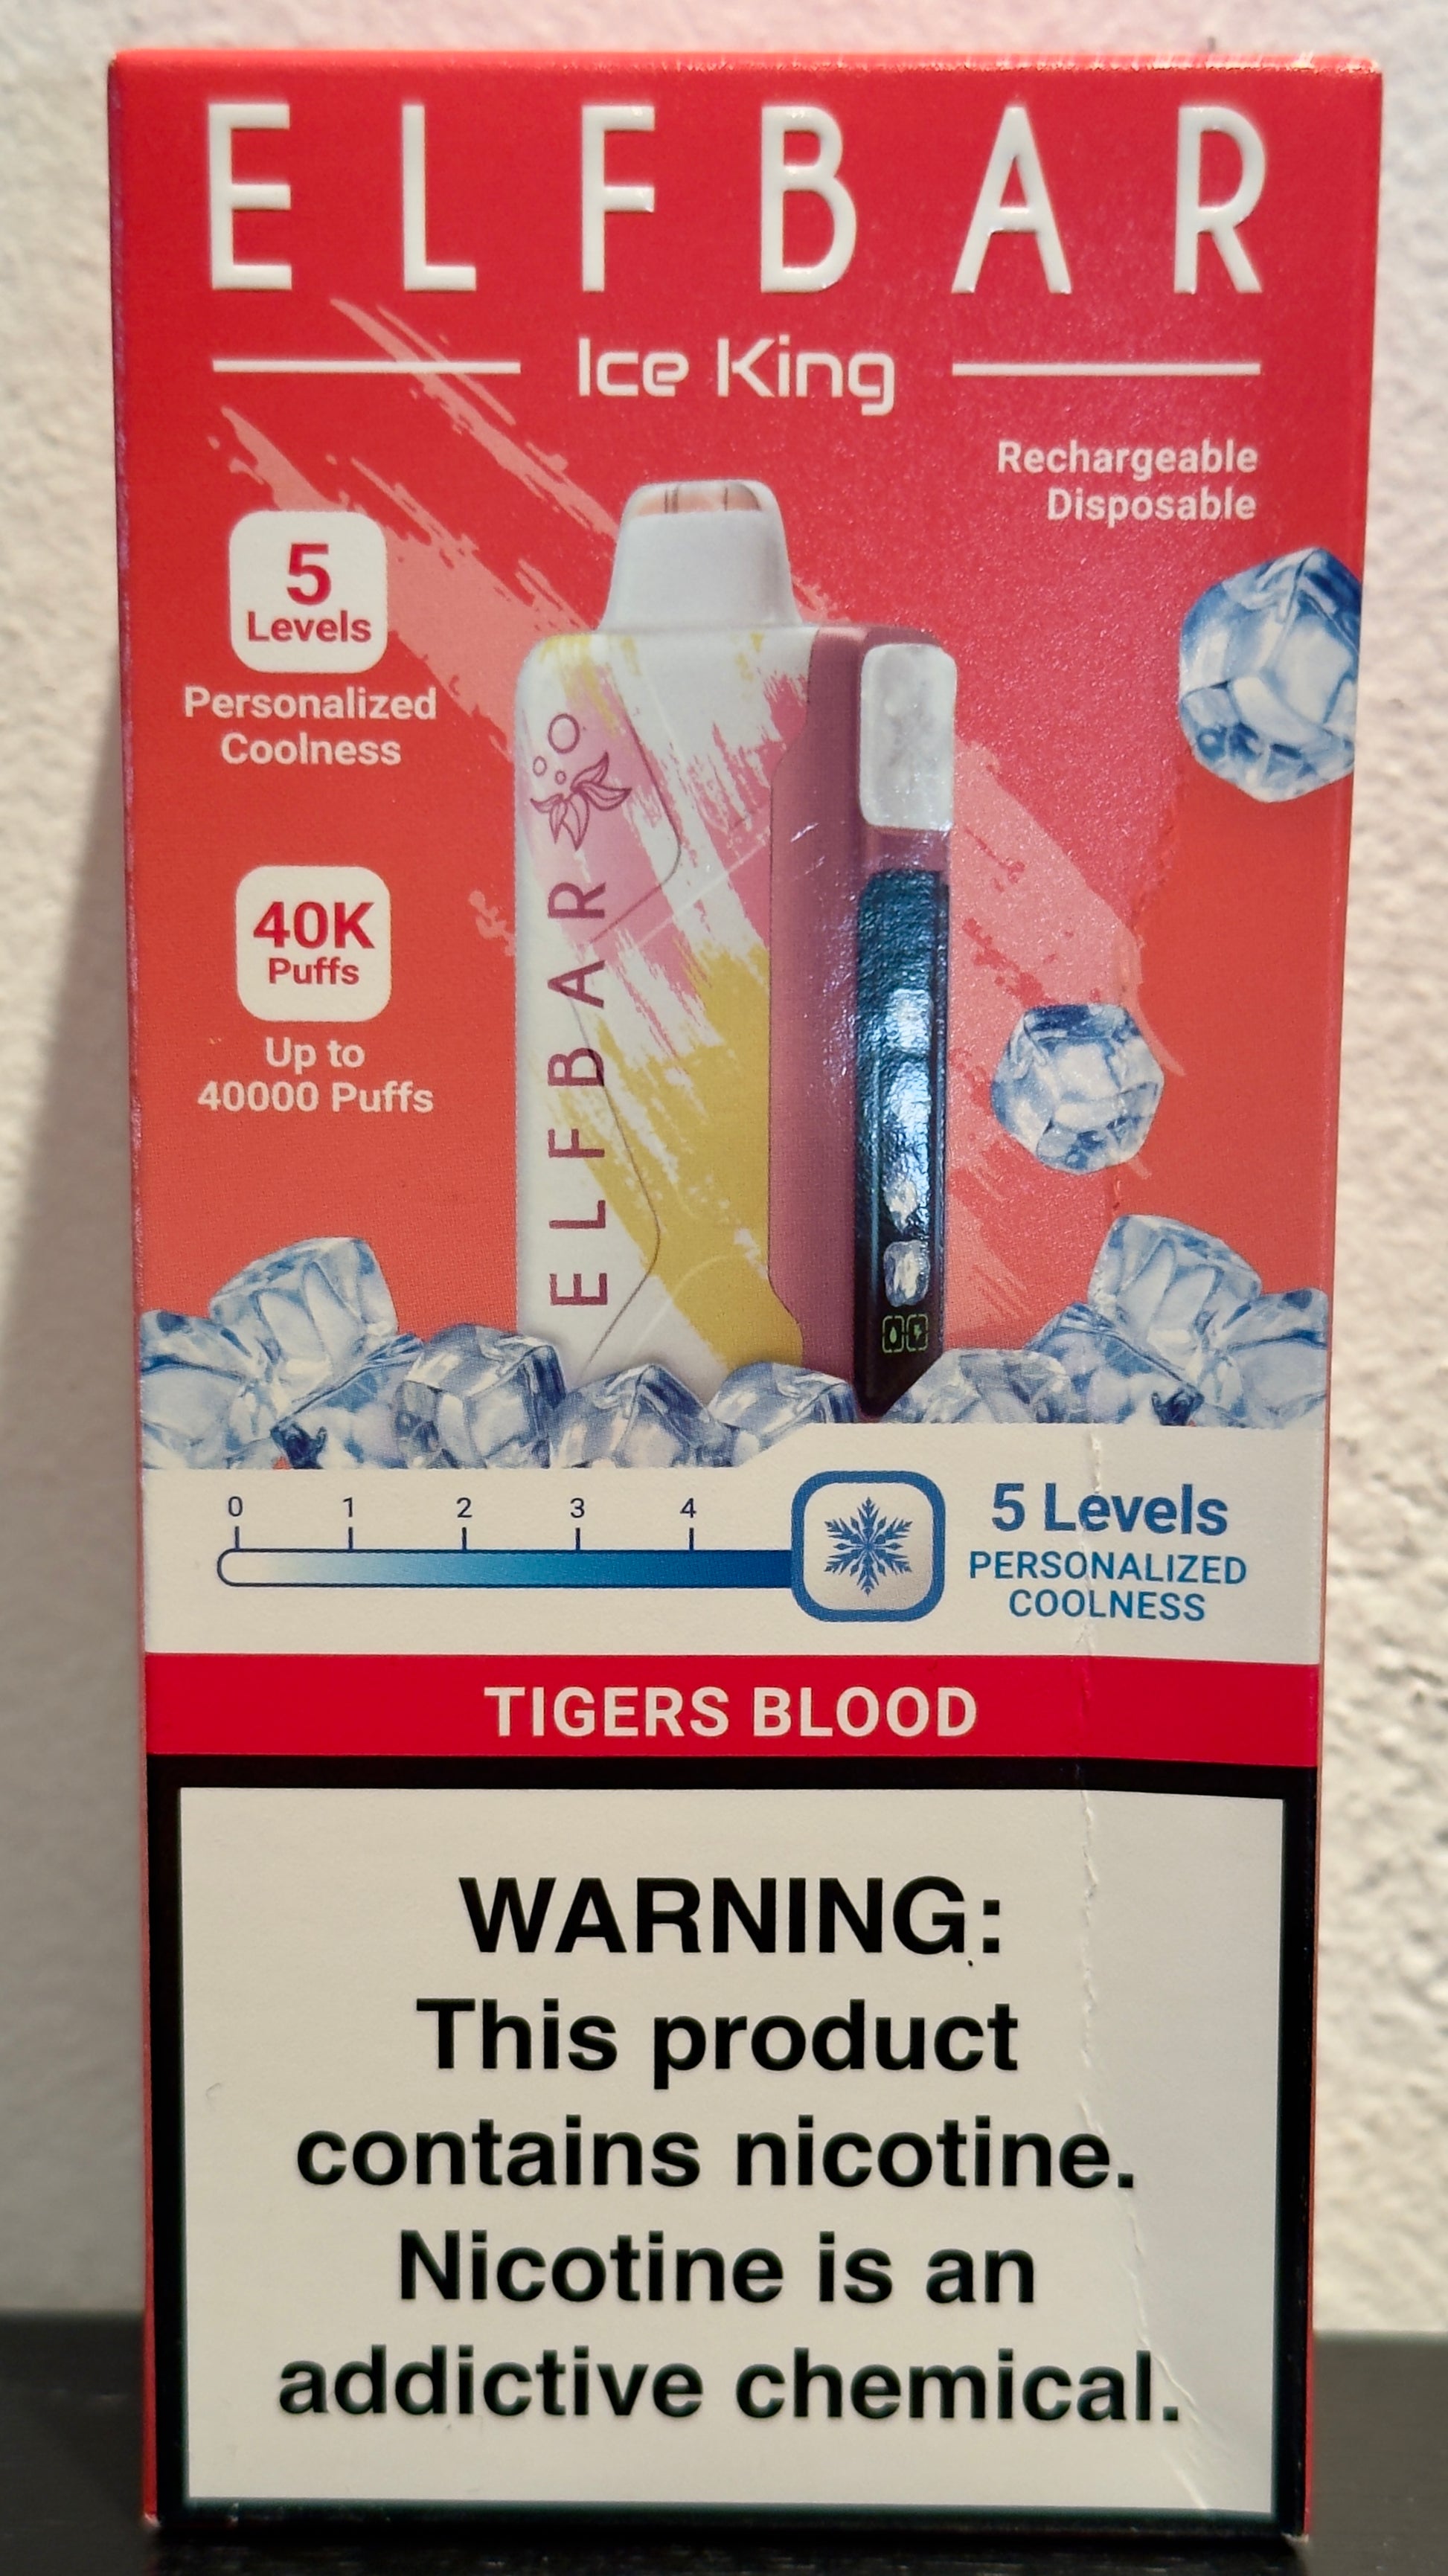 ELFBAR
Ice King
Rechargeable
Disposable
5
Levels
Personalized
Coolness
40K
Puffs
Up to
40000 Puffs
ELFBAR
0 1 2 3 4
5 Levels
PERSONALIZED
COOLNESS
TIGERS BLOOD
WARNING:
This product
contains nicotine.
Nicotine is an
addictive chemical.